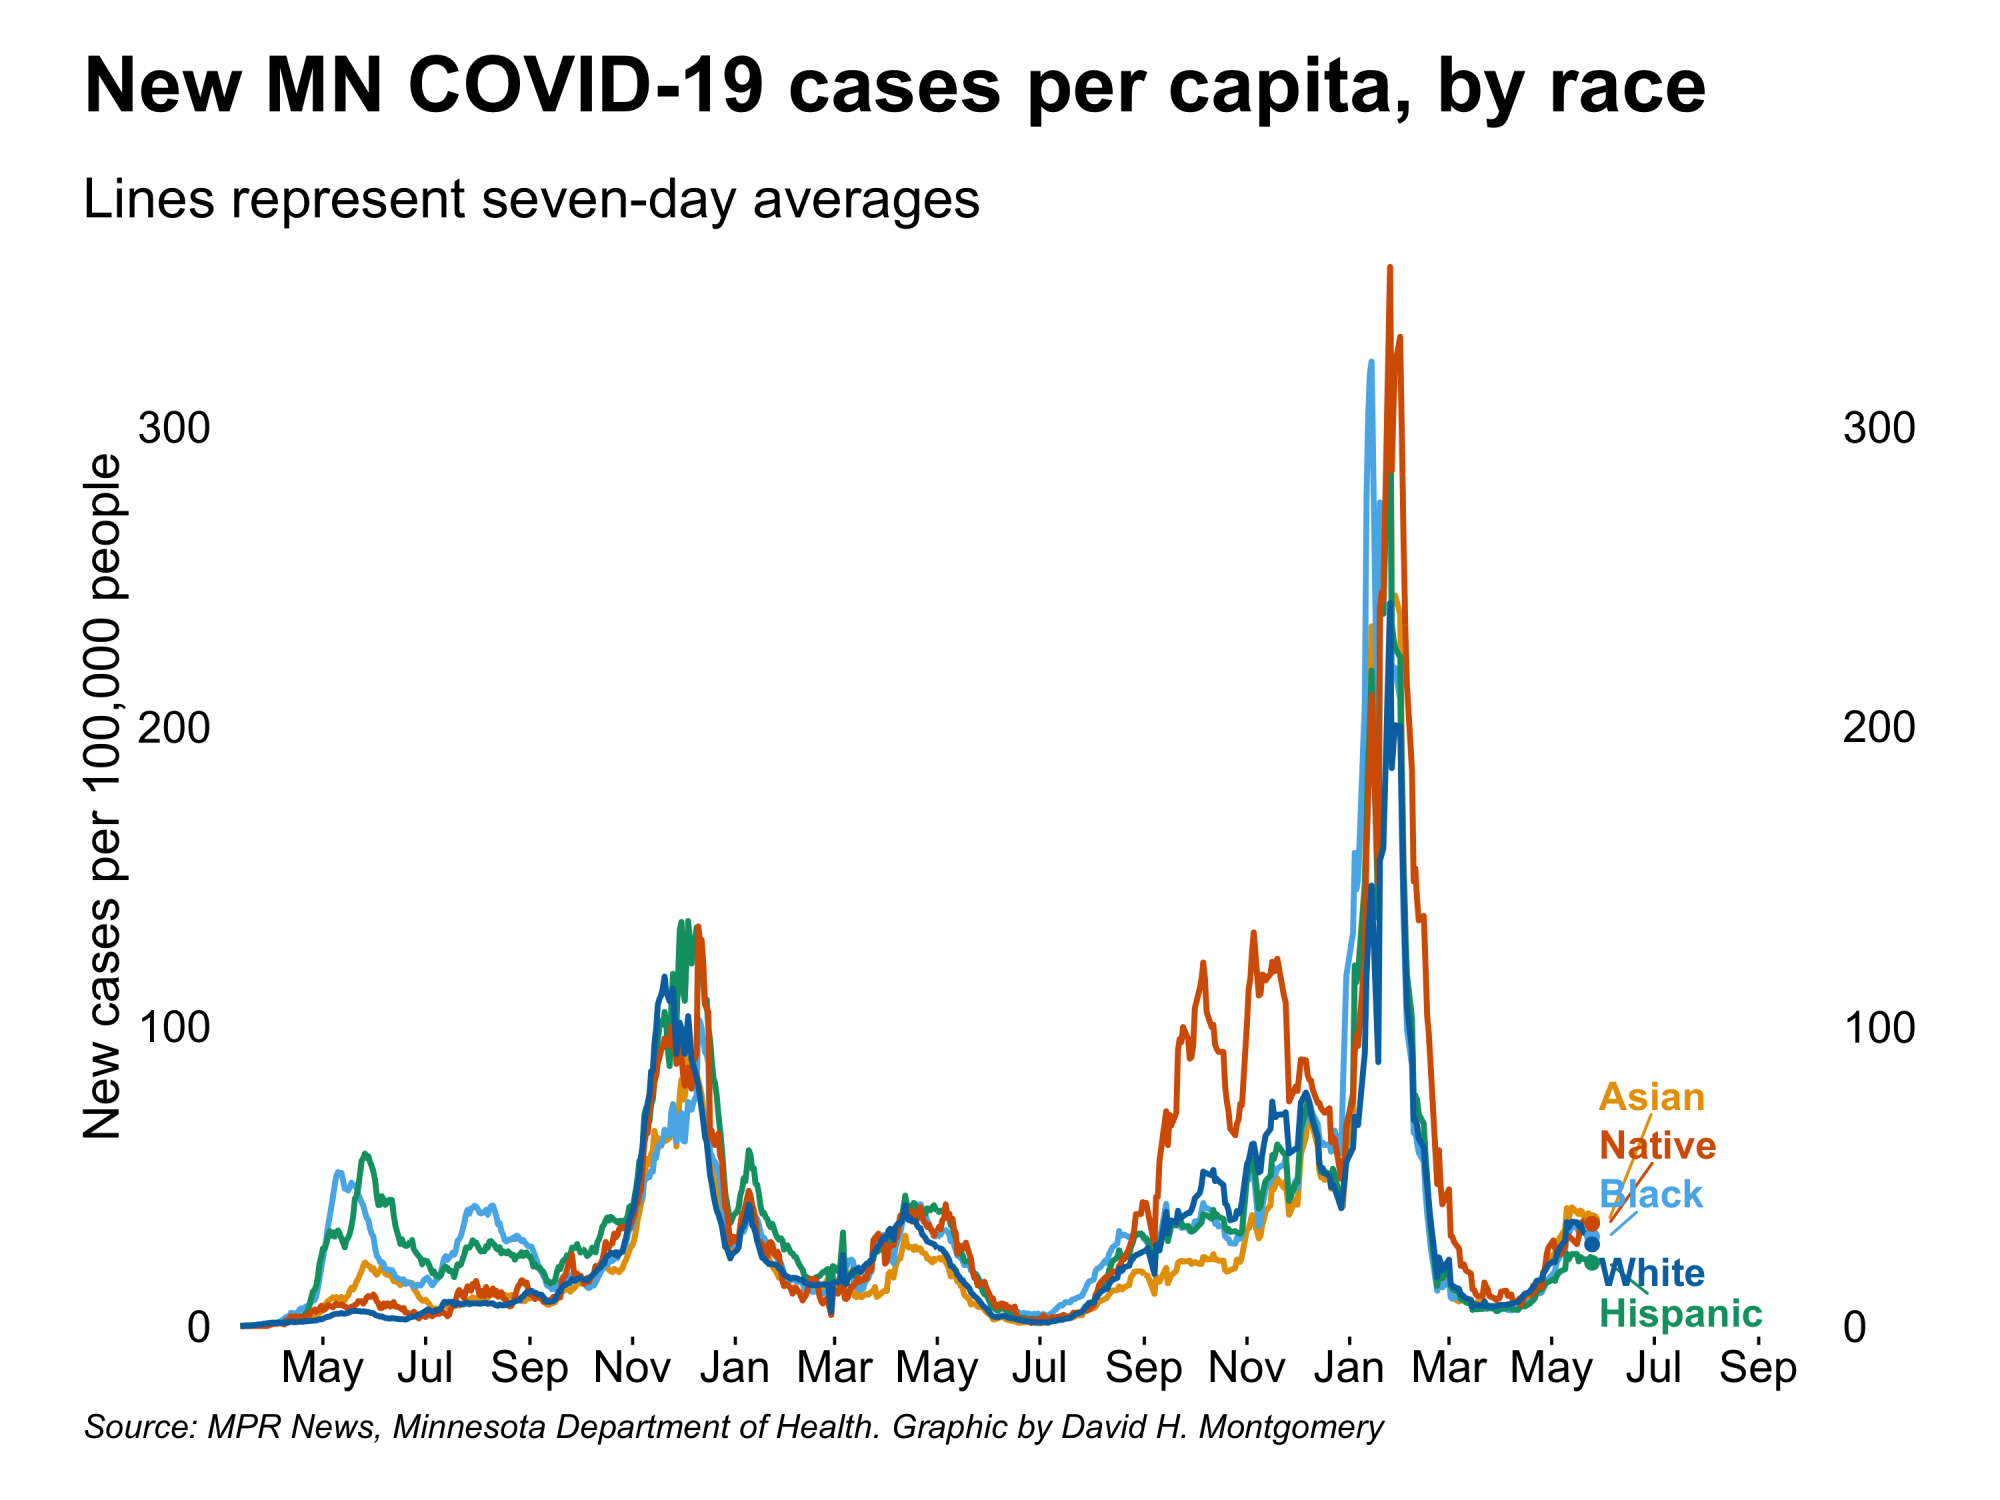 New MN COVID-19 cases per capita, by race
Lines represent seven-day averages
New cases per 100,000 people
300
200
100
0
300
200
100
0
Asian
Native
Black
White
Hispanic
May Jul Sep Nov Jan Mar May Jul Sep Nov Jan Mar May Jul Sep
Source: MPR News, Minnesota Department of Health. Graphic by David H. Montgomery